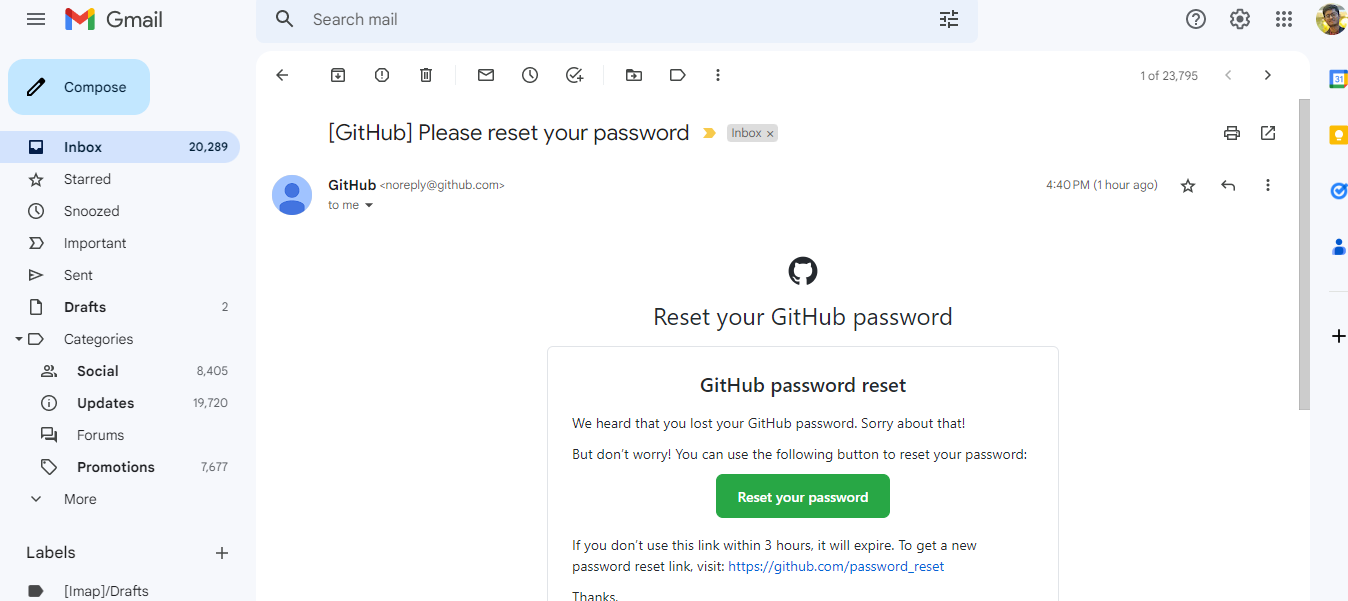 Gmail
Search mail
Compose
1 of 23,795
[GitHub] Please reset your password
Inbox ×
Inbox 20,289
Starred
Snoozed
Important
Sent
Drafts 2
Categories
Social 8,405
Updates 19,720
Forums
Promotions 7,677
More
Labels
[Imap]/Drafts
GitHub <noreply@github.com>
4:40 PM (1 hour ago)
to me
Reset your GitHub password
GitHub password reset
We heard that you lost your GitHub password. Sorry about that!
But don’t worry! You can use the following button to reset your password:
Reset your password
If you don’t use this link within 3 hours, it will expire. To get a new
password reset link, visit: https://github.com/password_reset
Thanks,
31